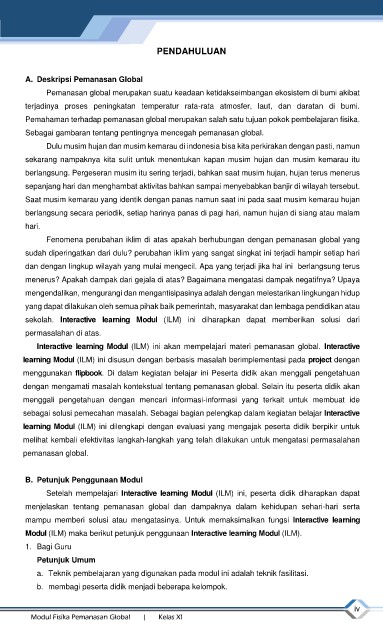 PENDAHULUAN
A. Deskripsi Pemanasan Global
Pemanasan global merupakan suatu keadaan ketidakseimbangan ekosistem di bumi akibat
terjadinya proses peningkatan temperatur rata-rata atmosfer, laut, dan daratan di bumi.
Pemahaman terhadap pemanasan global merupakan salah satu tujuan pokok pembelajaran fisika.
Sebagai gambaran tentang pentingnya mencegah pemanasan global.
Dulu musim hujan dan musim kemarau di indonesia bisa kita perkirakan dengan pasti, namun
sekarang nampaknya kita sulit untuk menentukan kapan musim hujan dan musim kemarau itu
berlangsung. Pergeseran musim itu sering terjadi, bahkan saat musim hujan, hujan terus menerus
sepanjang hari dan menghambat aktivitas bahkan sampai menyebabkan banjir di wilayah tersebut.
Saat musim kemarau yang identik dengan panas namun saat ini pada saat musim kemarau hujan
berlangsung secara periodik, setiap harinya panas di pagi hari, namun hujan di siang atau malam
hari.
Fenomena perubahan iklim di atas apakah berhubungan dengan pemanasan global yang
sudah diperingatkan dari dulu? perubahan iklim yang sangat singkat ini terjadi hampir setiap hari
dan dengan lingkup wilayah yang mulai mengecil. Apa yang terjadi jika hal ini berlangsung terus
menerus? Apakah dampak dari gejala di atas? Bagaimana mengatasi dampak negatifnya? Upaya
mengendalikan, mengurangi dan mengantisipasinya adalah dengan melestarikan lingkungan hidup
yang dapat dilakukan oleh semua pihak baik pemerintah, masyarakat dan lembaga pendidikan atau
sekolah. Interactive learning Modul (ILM) ini diharapkan dapat memberikan solusi dari
permasalahan di atas.
Interactive learning Modul (ILM) ini akan mempelajari materi pemanasan global. Interactive
learning Modul (ILM) ini disusun dengan berbasis masalah berimplementasi pada project dengan
menggunakan flipbook. Di dalam kegiatan belajar ini Peserta didik akan menggali pengetahuan
dengan mengamati masalah kontekstual tentang pemanasan global. Selain itu peserta didik akan
menggali pengetahuan dengan mencari informasi-informasi yang terkait untuk membuat ide
sebagai solusi pemecahan masalah. Sebagai bagian pelengkap dalam kegiatan belajar Interactive
learning Modul (ILM) ini dilengkapi dengan evaluasi yang mengajak peserta didik berpikir untuk
melihat kembali efektivitas langkah-langkah yang telah dilakukan untuk mengatasi permasalahan
pemanasan global.
B. Petunjuk Penggunaan Modul
Setelah mempelajari Interactive learning Modul (ILM) ini, peserta didik diharapkan dapat
menjelaskan tentang pemanasan global dan dampaknya dalam kehidupan sehari-hari serta
mampu memberi solusi atau mengatasinya. Untuk memaksimalkan fungsi Interactive learning
Modul (ILM) maka berikut petunjuk penggunaan Interactive learning Modul (ILM).
1. Bagi Guru
Petunjuk Umum
a. Teknik pembelajaran yang digunakan pada modul ini adalah teknik fasilitasi.
b. membagi peserta didik menjadi beberapa kelompok.
iv
Modul Fisika Pemanasan Global | Kelas XI